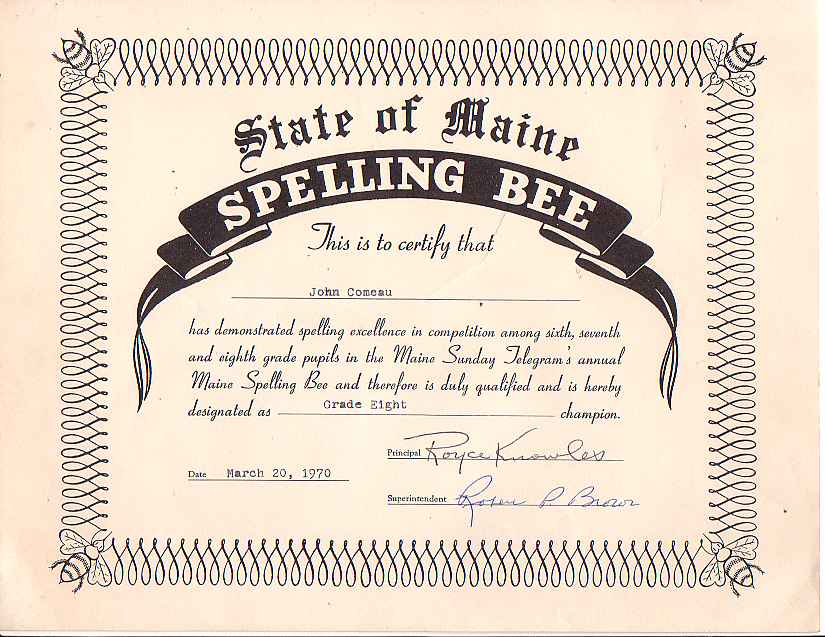 State of Maine
SPELLING BEE
This is to certify that
John Comeau
has demonstrated spelling excellence in competition among sixth, seventh
and eighth grade pupils in the Maine Sunday Telegram's annual
Maine Spelling Bee and therefore is duly qualified and is hereby
designated as Grade Eight champion.
Principal Royce Knowles
Date March 20, 1970
Superintendent P. Brown